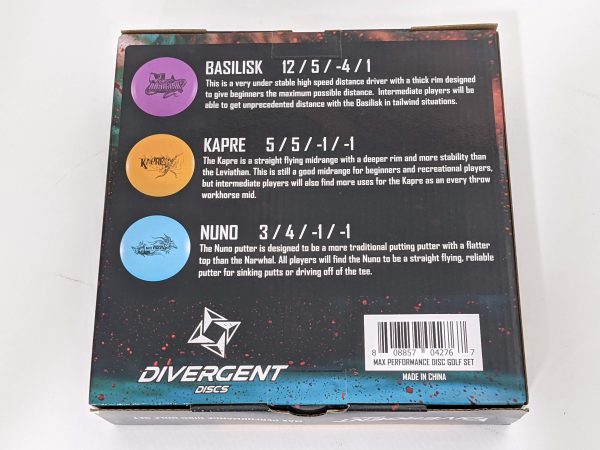 BASILISK 12 / 5 / -4 / 1
This is a very under stable high speed distance driver with a thick rim designed
to give beginners the maximum possible distance. Intermediate players will be
able to get unprecedented distance with the Basilisk in tailwind situations.
KAPRE
KAPRE 5 / 5 / -1 / -1
The Kapre is a straight flying midrange with a deeper rim and more stability than
the Leviathan. This is still a good midrange for beginners and recreational players,
but intermediate players will also find more uses for the Kapre as an every throw
workhorse mid.
NUNO 3 / 4 / -1 / -1
The Nuno putter is designed to be a more traditional putting putter with a flatter
top than the Narwhal. All players will find the Nuno to be a straight flying, reliable
putter for sinking putts or driving off of the tee.
DIVERGENT
DISCS
8 08857 04276 7
MAX PERFORMANCE DISC GOLF SET
MADE IN CHINA